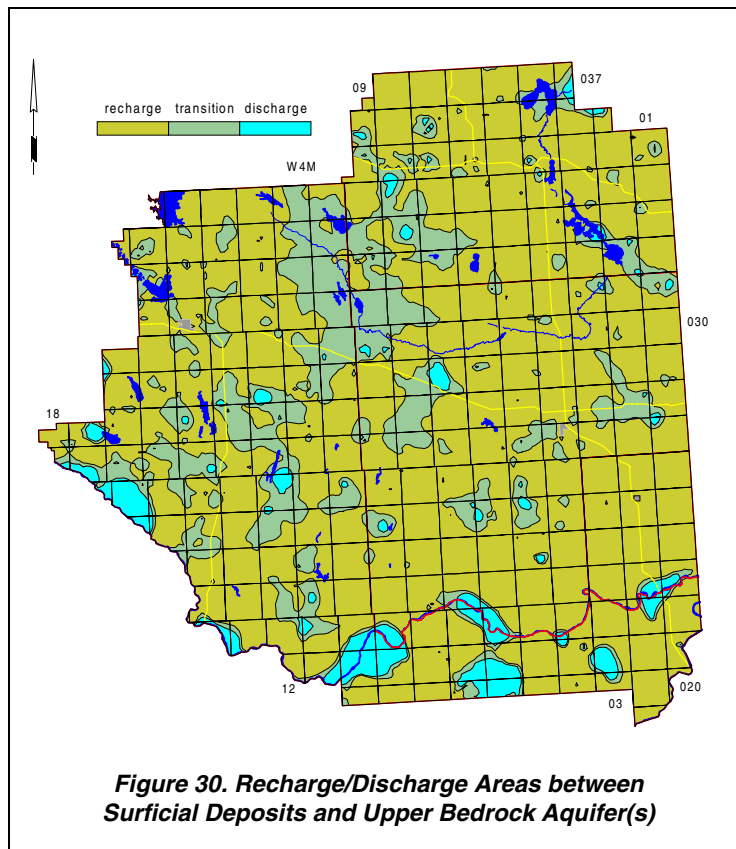 09
037
recharge transition discharge
01
W4M
030
18
12
03
020
Figure 30. Recharge/Discharge Areas between
Surficial Deposits and Upper Bedrock Aquifer(s)